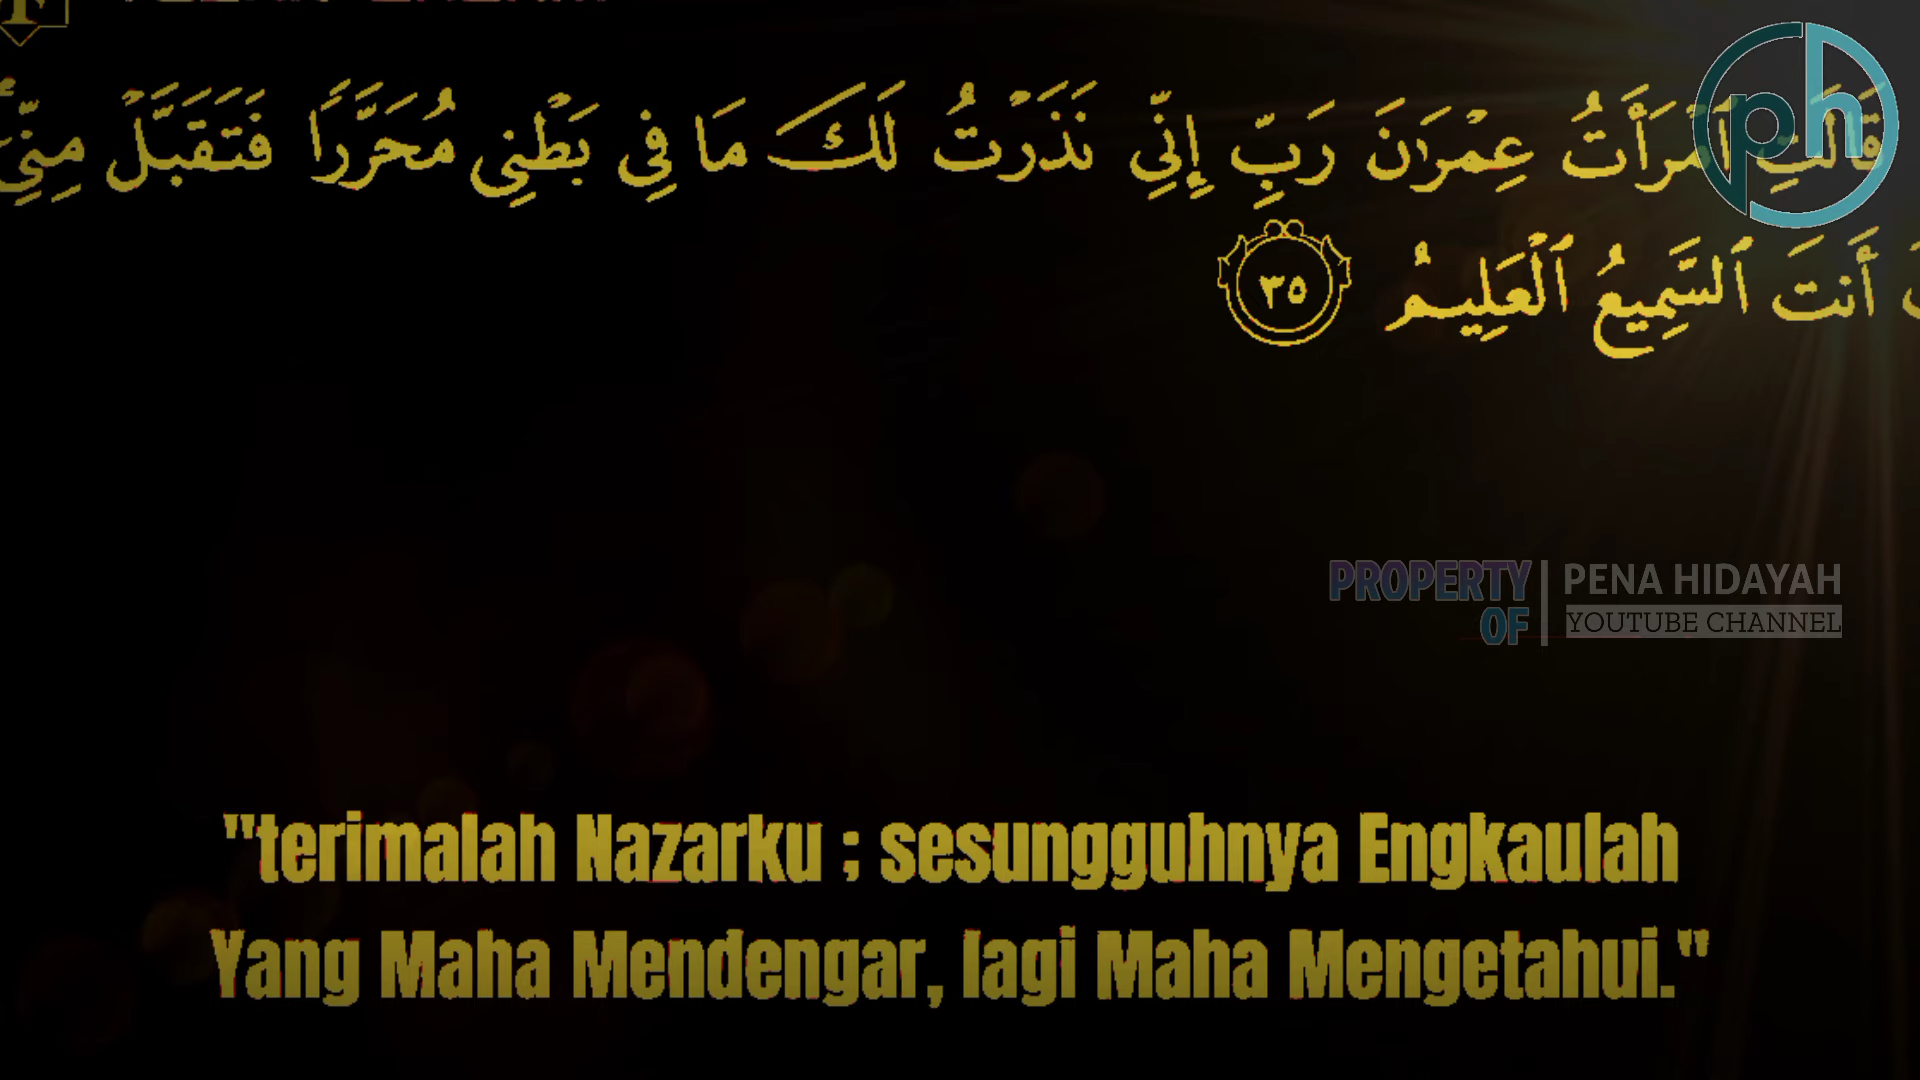 قَالَتِ ٱمْرَأَتُ عِمْرَٰنَ رَبِّ إِنِّي نَذَرْتُ لَكَ مَا فِي بَطْنِي مُحَرَّرًا فَتَقَبَّلْ مِنِّيٓ
أَنتَ ٱلسَّمِيعُ ٱلْعَلِيمُ ٣٥
ph
PROPERTY OF | PENA HIDAYAH
YOUTUBE CHANNEL
"terimalah Nazarku ; sesungguhnya Engkaulah
Yang Maha Mendengar, lagi Maha Mengetahui."